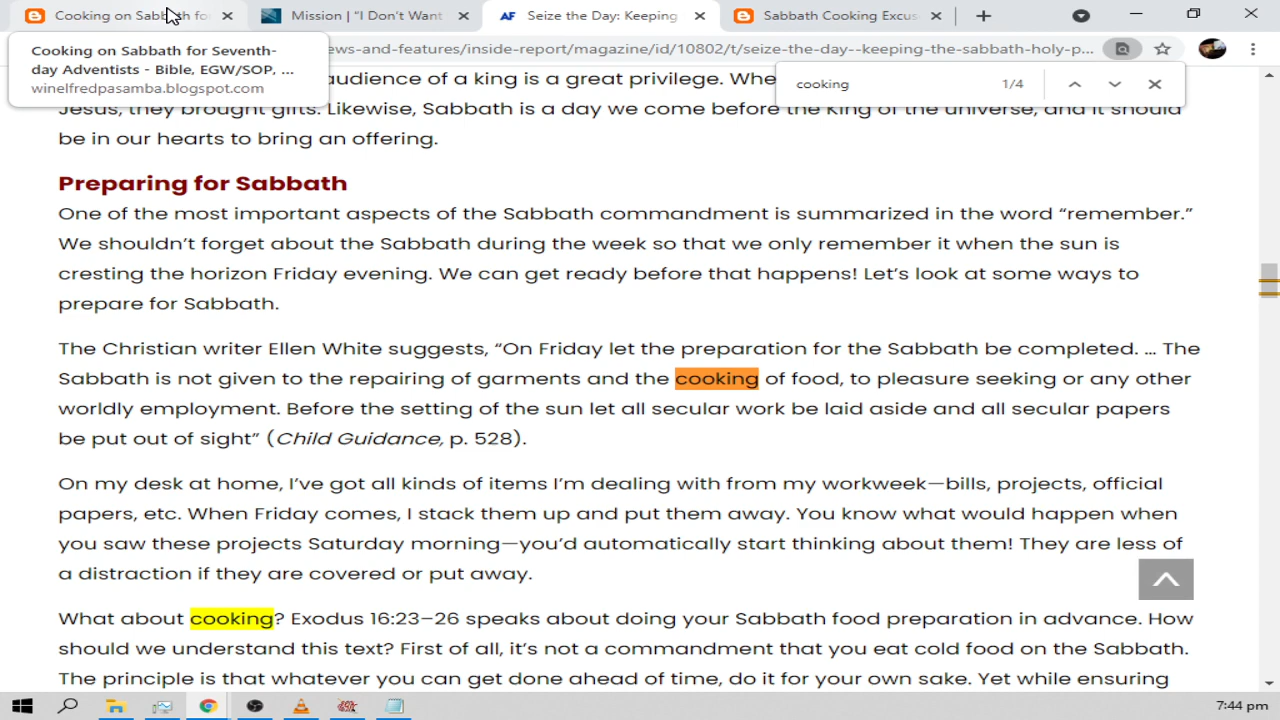 Cooking on Sabbath for
Mission | "I Don't Want
AF Seize the Day: Keeping
Sabbath Cooking Excus
Cooking on Sabbath for Seventh-
day Adventists - Bible, EGW/SOP, ...
winelfredpasamba.blogspot.com
ews-and-features/inside-report/magazine/id/10802/t/seize-the-day--keeping-the-sabbath-holy-p...
cooking 1/4
audience of a king is a great privilege. Whe
Jesus, they brought gifts. Likewise, Sabbath is a day we come before the King of the universe, and it should
be in our hearts to bring an offering.
Preparing for Sabbath
One of the most important aspects of the Sabbath commandment is summarized in the word “remember.”
We shouldn’t forget about the Sabbath during the week so that we only remember it when the sun is
cresting the horizon Friday evening. We can get ready before that happens! Let’s look at some ways to
prepare for Sabbath.
The Christian writer Ellen White suggests, “On Friday let the preparation for the Sabbath be completed. … The
Sabbath is not given to the repairing of garments and the cooking of food, to pleasure seeking or any other
worldly employment. Before the setting of the sun let all secular work be laid aside and all secular papers
be put out of sight” (Child Guidance, p. 528).
On my desk at home, I’ve got all kinds of items I’m dealing with from my workweek—bills, projects, official
papers, etc. When Friday comes, I stack them up and put them away. You know what would happen when
you saw these projects Saturday morning—you’d automatically start thinking about them! They are less of
a distraction if they are covered or put away.
What about cooking? Exodus 16:23–26 speaks about doing your Sabbath food preparation in advance. How
should we understand this text? First of all, it’s not a commandment that you eat cold food on the Sabbath.
The principle is that whatever you can get done ahead of time, do it for your own sake. Yet while ensuring
7:44 pm